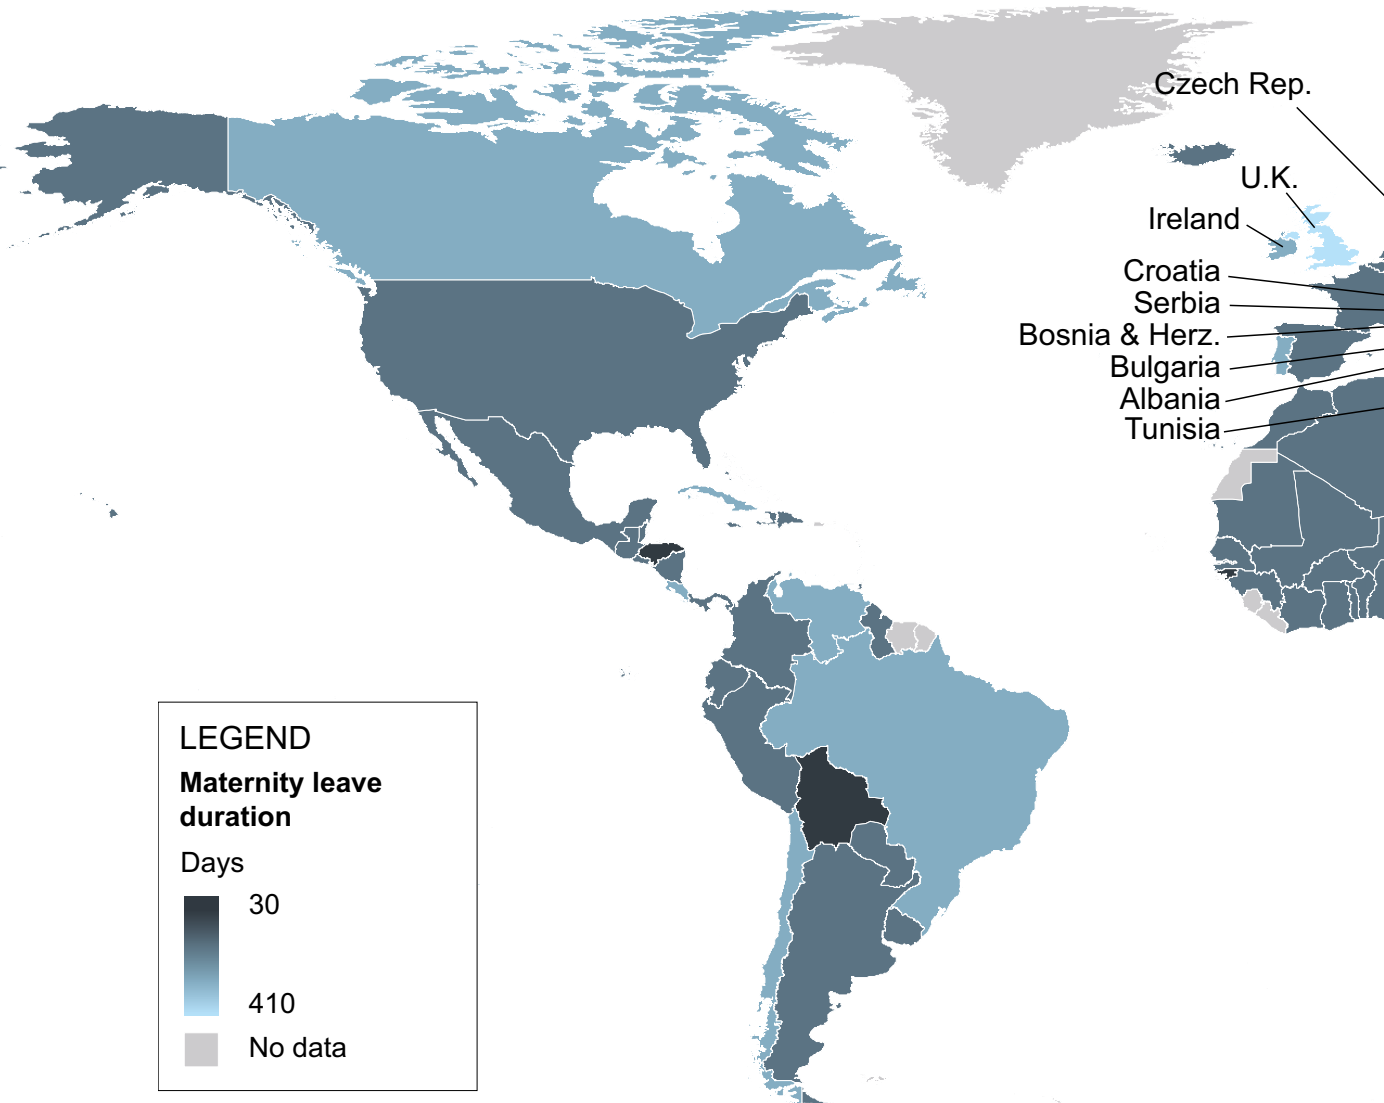 Czech Rep.
U.K.
Ireland
Croatia
Serbia
Bosnia & Herz.
Bulgaria
Albania
Tunisia
LEGEND
Maternity leave
duration
Days
30
410
No data